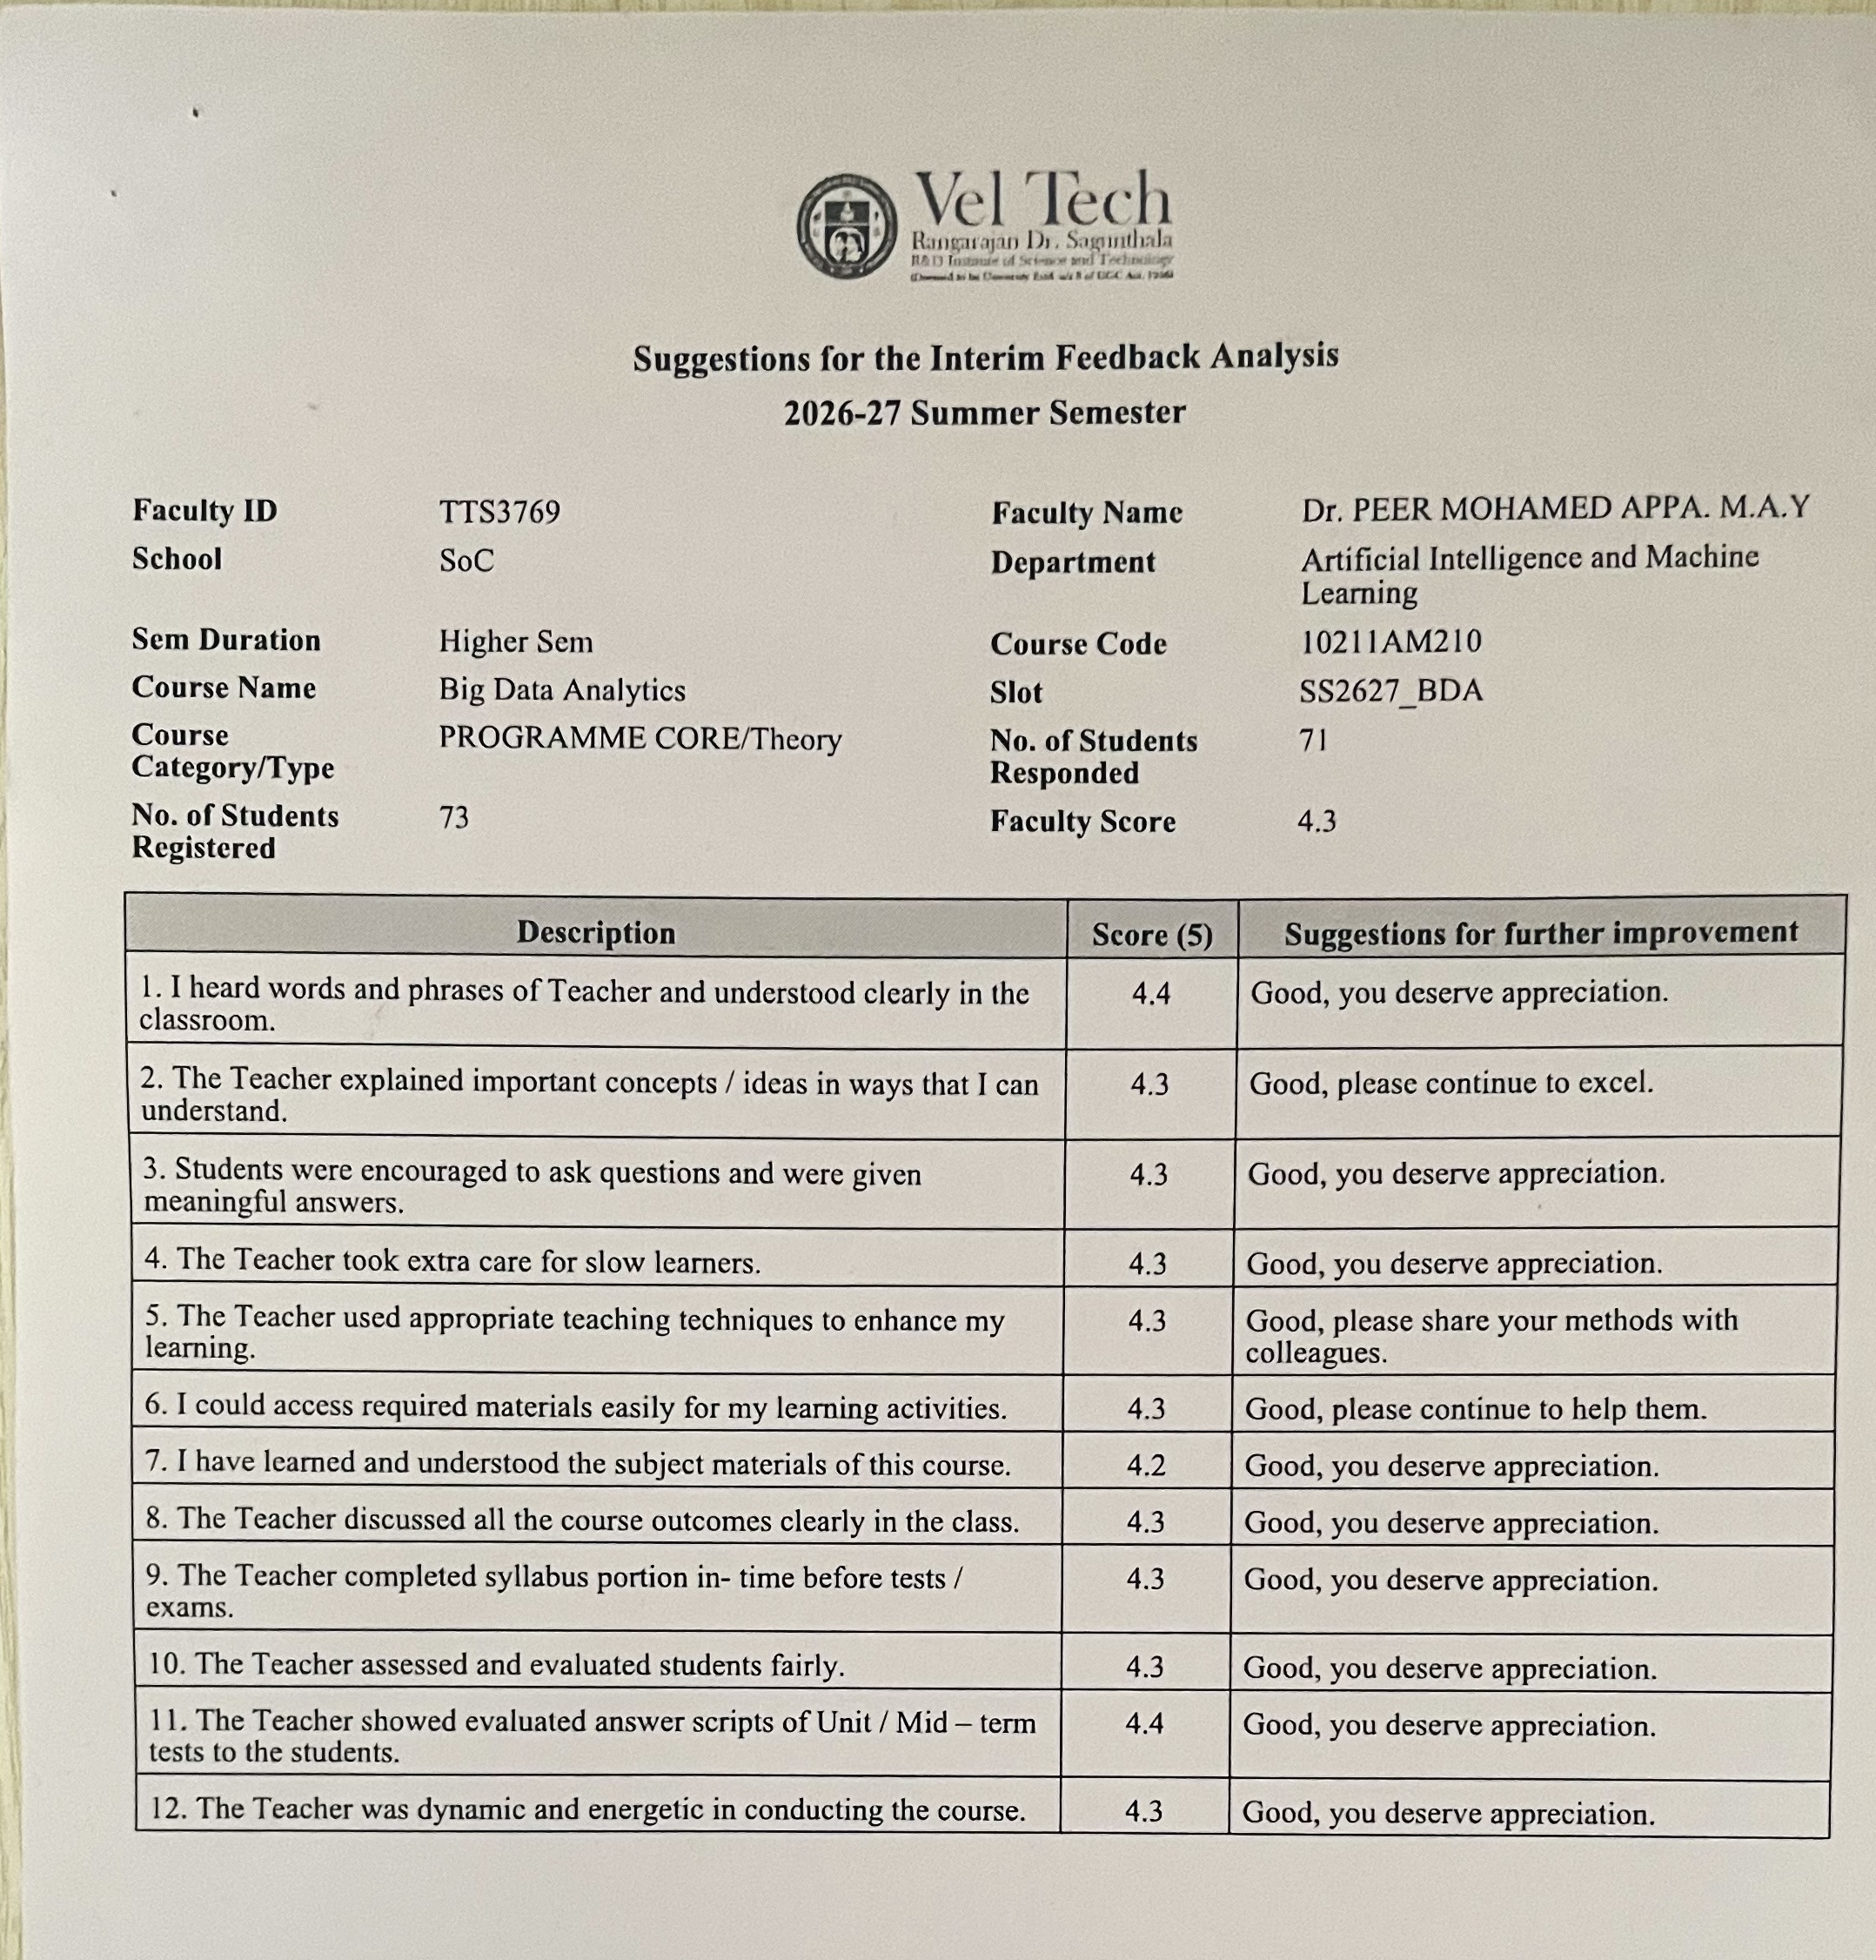 Vel Tech
Rangarajan Dr. Sagunthala
R&D Institute of Science and Technology
(Deemed to be University Estd. u/s 3 of UGC Act, 1956)
Suggestions for the Interim Feedback Analysis
2026-27 Summer Semester
Faculty ID TTS3769 Faculty Name Dr. PEER MOHAMED APPA. M.A.Y
School SoC Department Artificial Intelligence and Machine
Learning
Sem Duration Higher Sem Course Code 10211AM210
Course Name Big Data Analytics Slot SS2627_BDA
Course PROGRAMME CORE/Theory No. of Students 71
Category/Type Responded
No. of Students 73 Faculty Score 4.3
Registered
Description Score (5) Suggestions for further improvement
1. I heard words and phrases of Teacher and understood clearly in the 4.4 Good, you deserve appreciation.
classroom.
2. The Teacher explained important concepts / ideas in ways that I can 4.3 Good, please continue to excel.
understand.
3. Students were encouraged to ask questions and were given 4.3 Good, you deserve appreciation.
meaningful answers.
4. The Teacher took extra care for slow learners. 4.3 Good, you deserve appreciation.
5. The Teacher used appropriate teaching techniques to enhance my 4.3 Good, please share your methods with
learning. colleagues.
6. I could access required materials easily for my learning activities. 4.3 Good, please continue to help them.
7. I have learned and understood the subject materials of this course. 4.2 Good, you deserve appreciation.
8. The Teacher discussed all the course outcomes clearly in the class. 4.3 Good, you deserve appreciation.
9. The Teacher completed syllabus portion in- time before tests / 4.3 Good, you deserve appreciation.
exams.
10. The Teacher assessed and evaluated students fairly. 4.3 Good, you deserve appreciation.
11. The Teacher showed evaluated answer scripts of Unit / Mid – term 4.4 Good, you deserve appreciation.
tests to the students.
12. The Teacher was dynamic and energetic in conducting the course. 4.3 Good, you deserve appreciation.